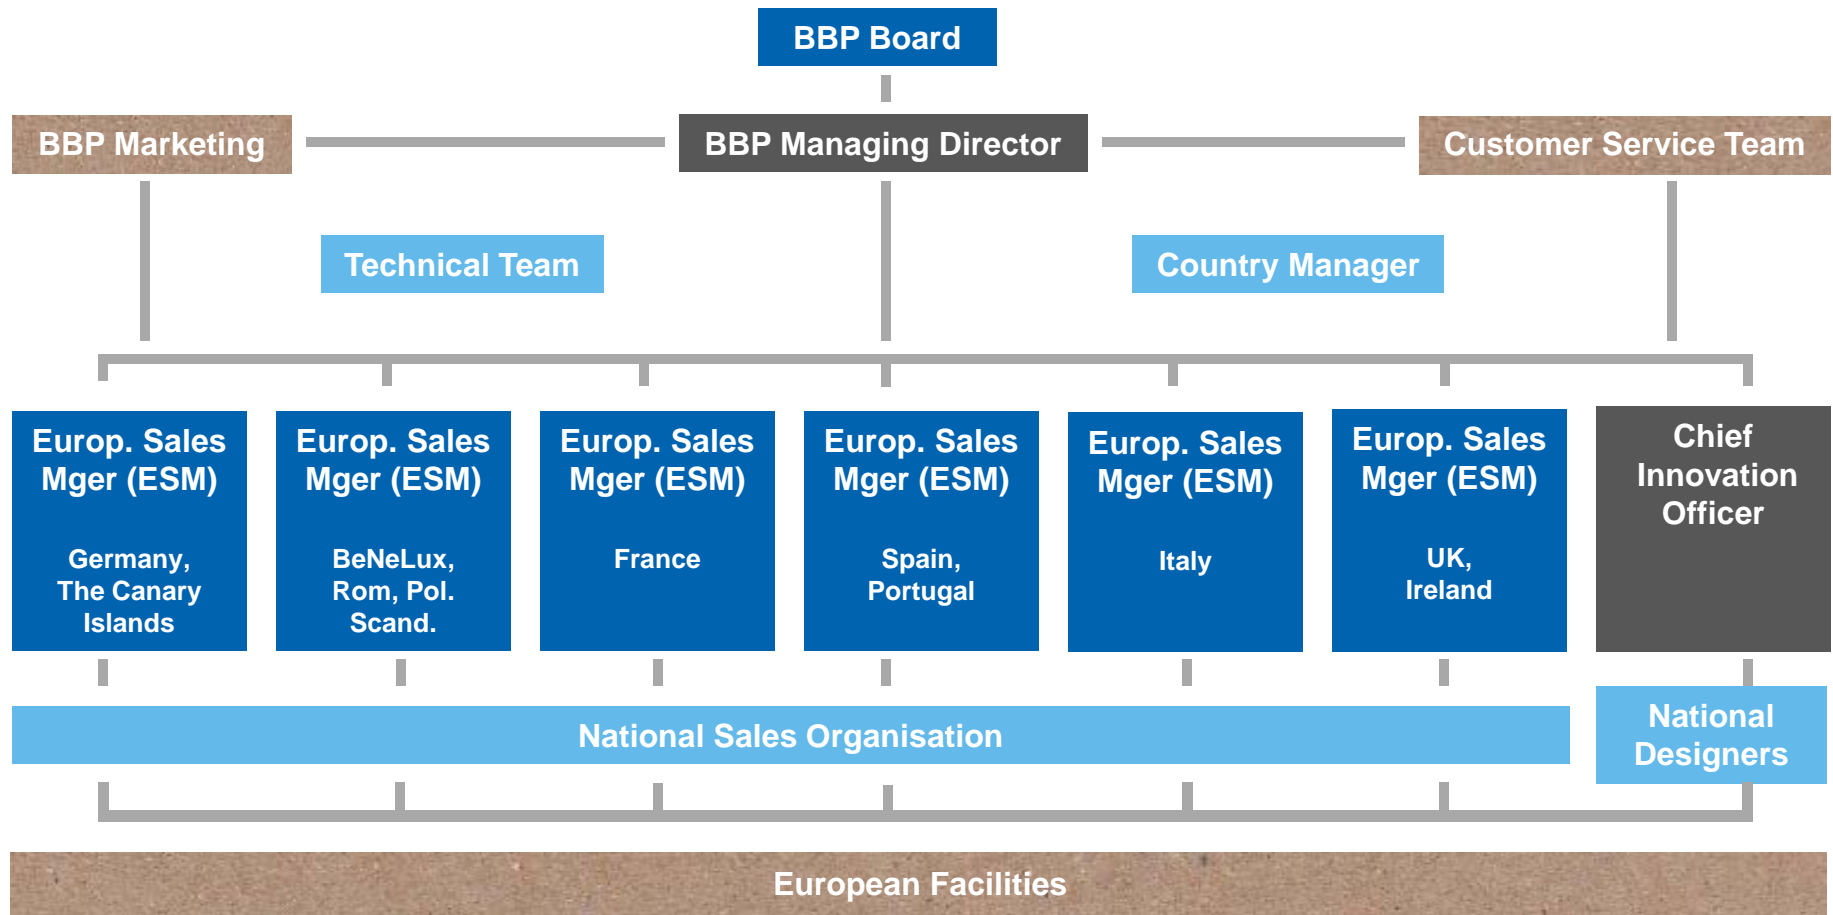 BBP Board
BBP Marketing
BBP Managing Director
Customer Service Team
Technical Team
Country Manager
Europ. Sales
Mger (ESM)
Germany,
The Canary
Islands
Europ. Sales
Mger (ESM)
BeNeLux,
Rom, Pol.
Scand.
Europ. Sales
Mger (ESM)
France
Europ. Sales
Mger (ESM)
Spain,
Portugal
Europ. Sales
Mger (ESM)
Italy
Europ. Sales
Mger (ESM)
UK,
Ireland
Chief
Innovation
Officer
National Sales Organisation
National
Designers
European Facilities